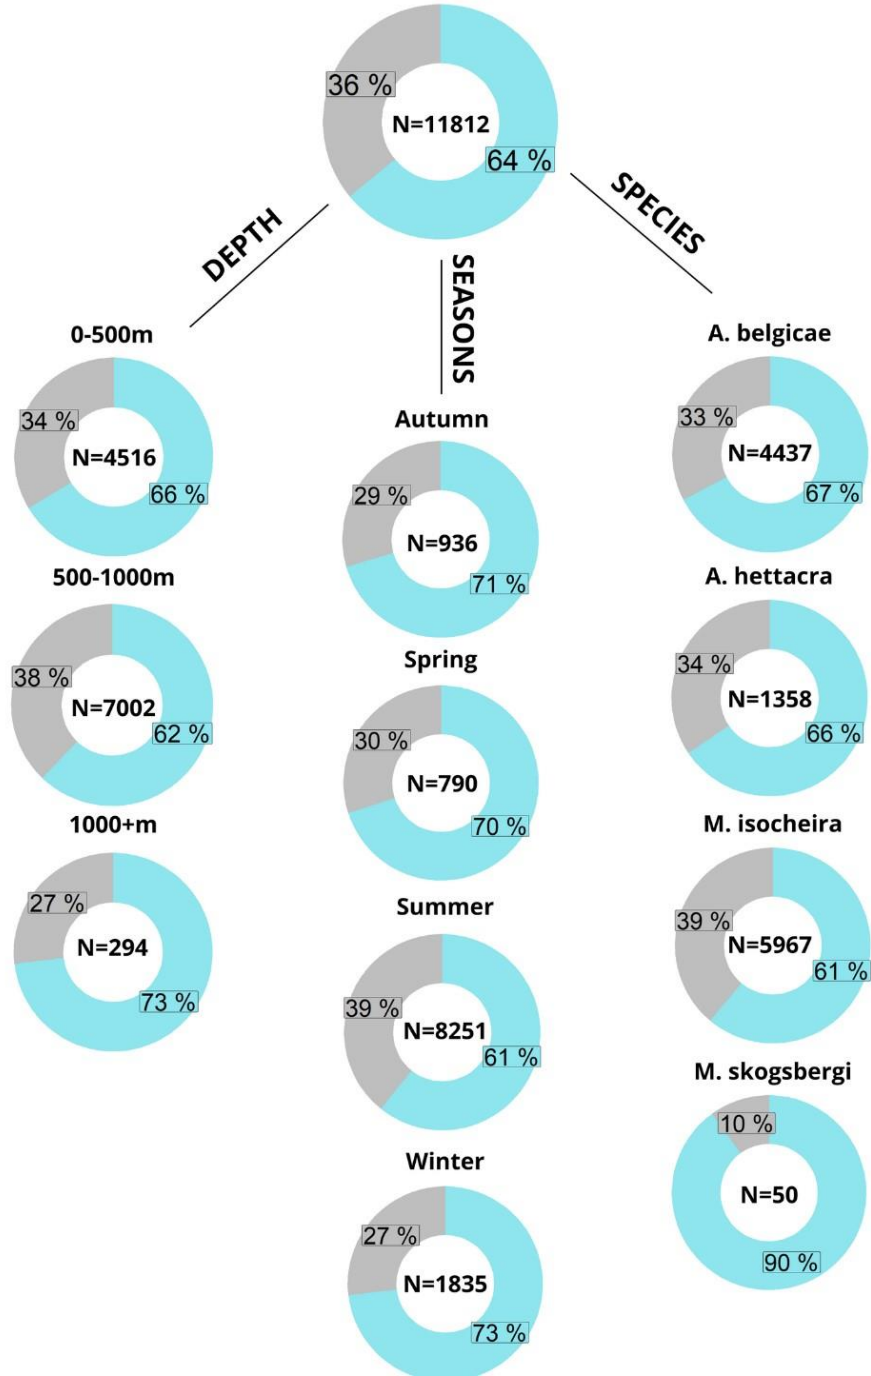 36 %
N=11812
64 %
DEPTH
SEASONS
SPECIES
0-500m
34 %
N=4516
66 %
500-1000m
38 %
N=7002
62 %
1000+m
27 %
N=294
73 %
Autumn
29 %
N=936
71 %
Spring
30 %
N=790
70 %
Summer
39 %
N=8251
61 %
Winter
27 %
N=1835
73 %
A. belgicae
33 %
N=4437
67 %
A. hettacra
34 %
N=1358
66 %
M. isocheira
39 %
N=5967
61 %
M. skogsbergi
10 %
N=50
90 %